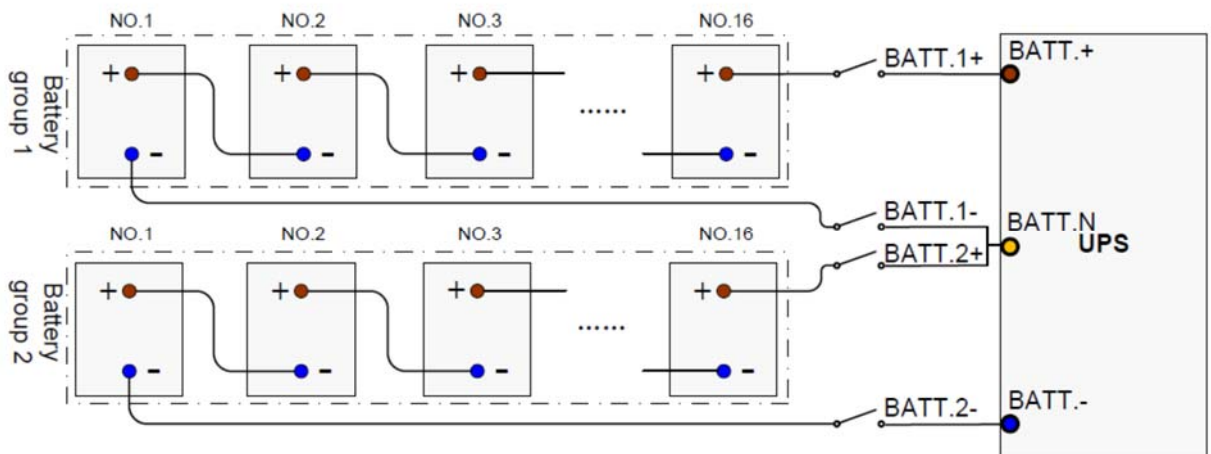 NO.1 NO.2 NO.3 NO.16
Battery
group 1
+ + + + BATT.1+ BATT.+
......
- - - -
BATT.1- BATT.N
UPS
NO.1 NO.2 NO.3 NO.16 BATT.2+
Battery
group 2
+ + + +
......
- - - -
BATT.2- BATT.-